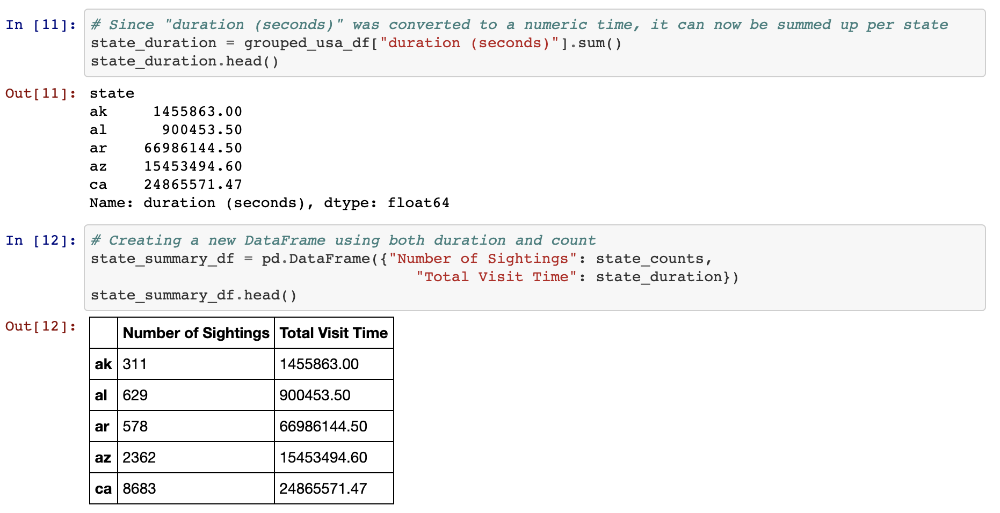 In [11]: # Since "duration (seconds)" was converted to a numeric time, it can now be summed up per state
state_duration = grouped_usa_df["duration (seconds)"].sum()
state_duration.head()
Out[11]: state
ak     1455863.00
al      900453.50
ar    66986144.50
az    15453494.60
ca    24865571.47
Name: duration (seconds), dtype: float64
In [12]: # Creating a new DataFrame using both duration and count
state_summary_df = pd.DataFrame({"Number of Sightings": state_counts,
"Total Visit Time": state_duration})
state_summary_df.head()
Out[12]:
Number of Sightings Total Visit Time
ak 311 1455863.00
al 629 900453.50
ar 578 66986144.50
az 2362 15453494.60
ca 8683 24865571.47